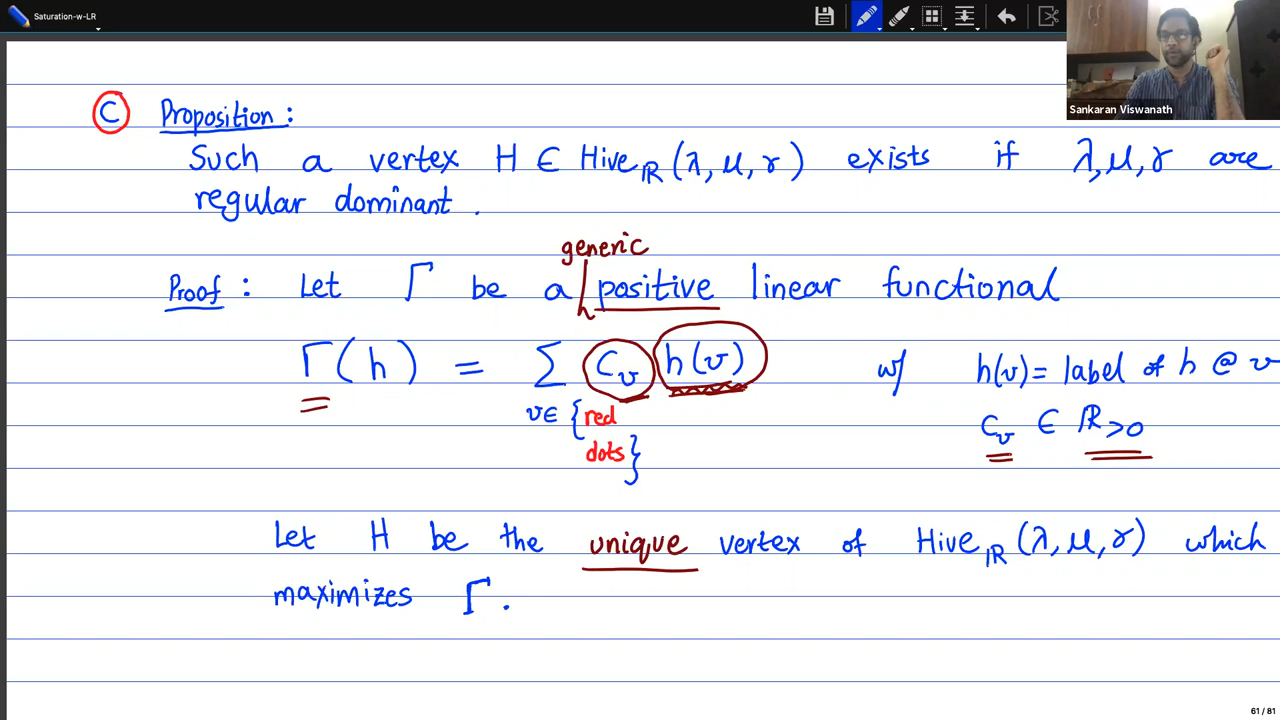 Saturation-w-LR
Sankaran Viswanath
C Proposition:
Such a vertex H ∈ Hive_ℝ(λ, μ, γ) exists if λ, μ, γ are
regular dominant.
generic
Proof: Let Γ be a positive linear functional
Γ(h) = Σ C_v h(v) w/ h(v) = label of h @ v
v ∈ {red dots} C_v ∈ ℝ_{>0}
Let H be the unique vertex of Hive_ℝ(λ, μ, γ) which
maximizes Γ.
61 / 81